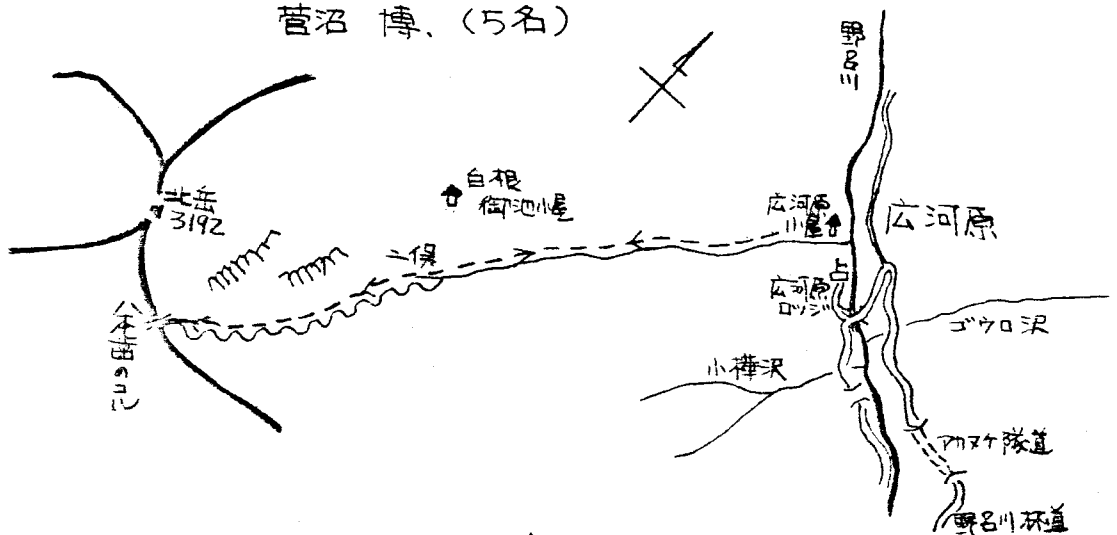 菅沼 博、(5名)
野呂川
北岳
3192
白根
御池小屋
広河原
小屋
広河原
二俣
広河原
ロッジ
八本歯のコル
ゴウロ沢
小樺沢
アカヌケ隧道
野呂川林道